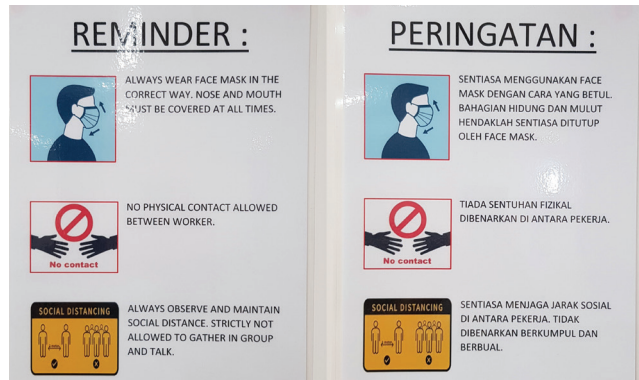 REMINDER :
ALWAYS WEAR FACE MASK IN THE
CORRECT WAY. NOSE AND MOUTH
MUST BE COVERED AT ALL TIMES.
No contact
NO PHYSICAL CONTACT ALLOWED
BETWEEN WORKER.
SOCIAL DISTANCING
ALWAYS OBSERVE AND MAINTAIN
SOCIAL DISTANCE. STRICTLY NOT
ALLOWED TO GATHER IN GROUP
AND TALK.
PERINGATAN :
SENTIASA MENGGUNAKAN FACE
MASK DENGAN CARA YANG BETUL.
BAHAGIAN HIDUNG DAN MULUT
HENDAKLAH SENTIASA DITUTUP
OLEH FACE MASK.
No contact
TIADA SENTUHAN FIZIKAL
DIBENARKAN DI ANTARA PEKERJA.
SOCIAL DISTANCING
SENTIASA MENJAGA JARAK SOSIAL
DI ANTARA PEKERJA. TIDAK
DIBENARKAN BERKUMPUL DAN
BERBUAL.